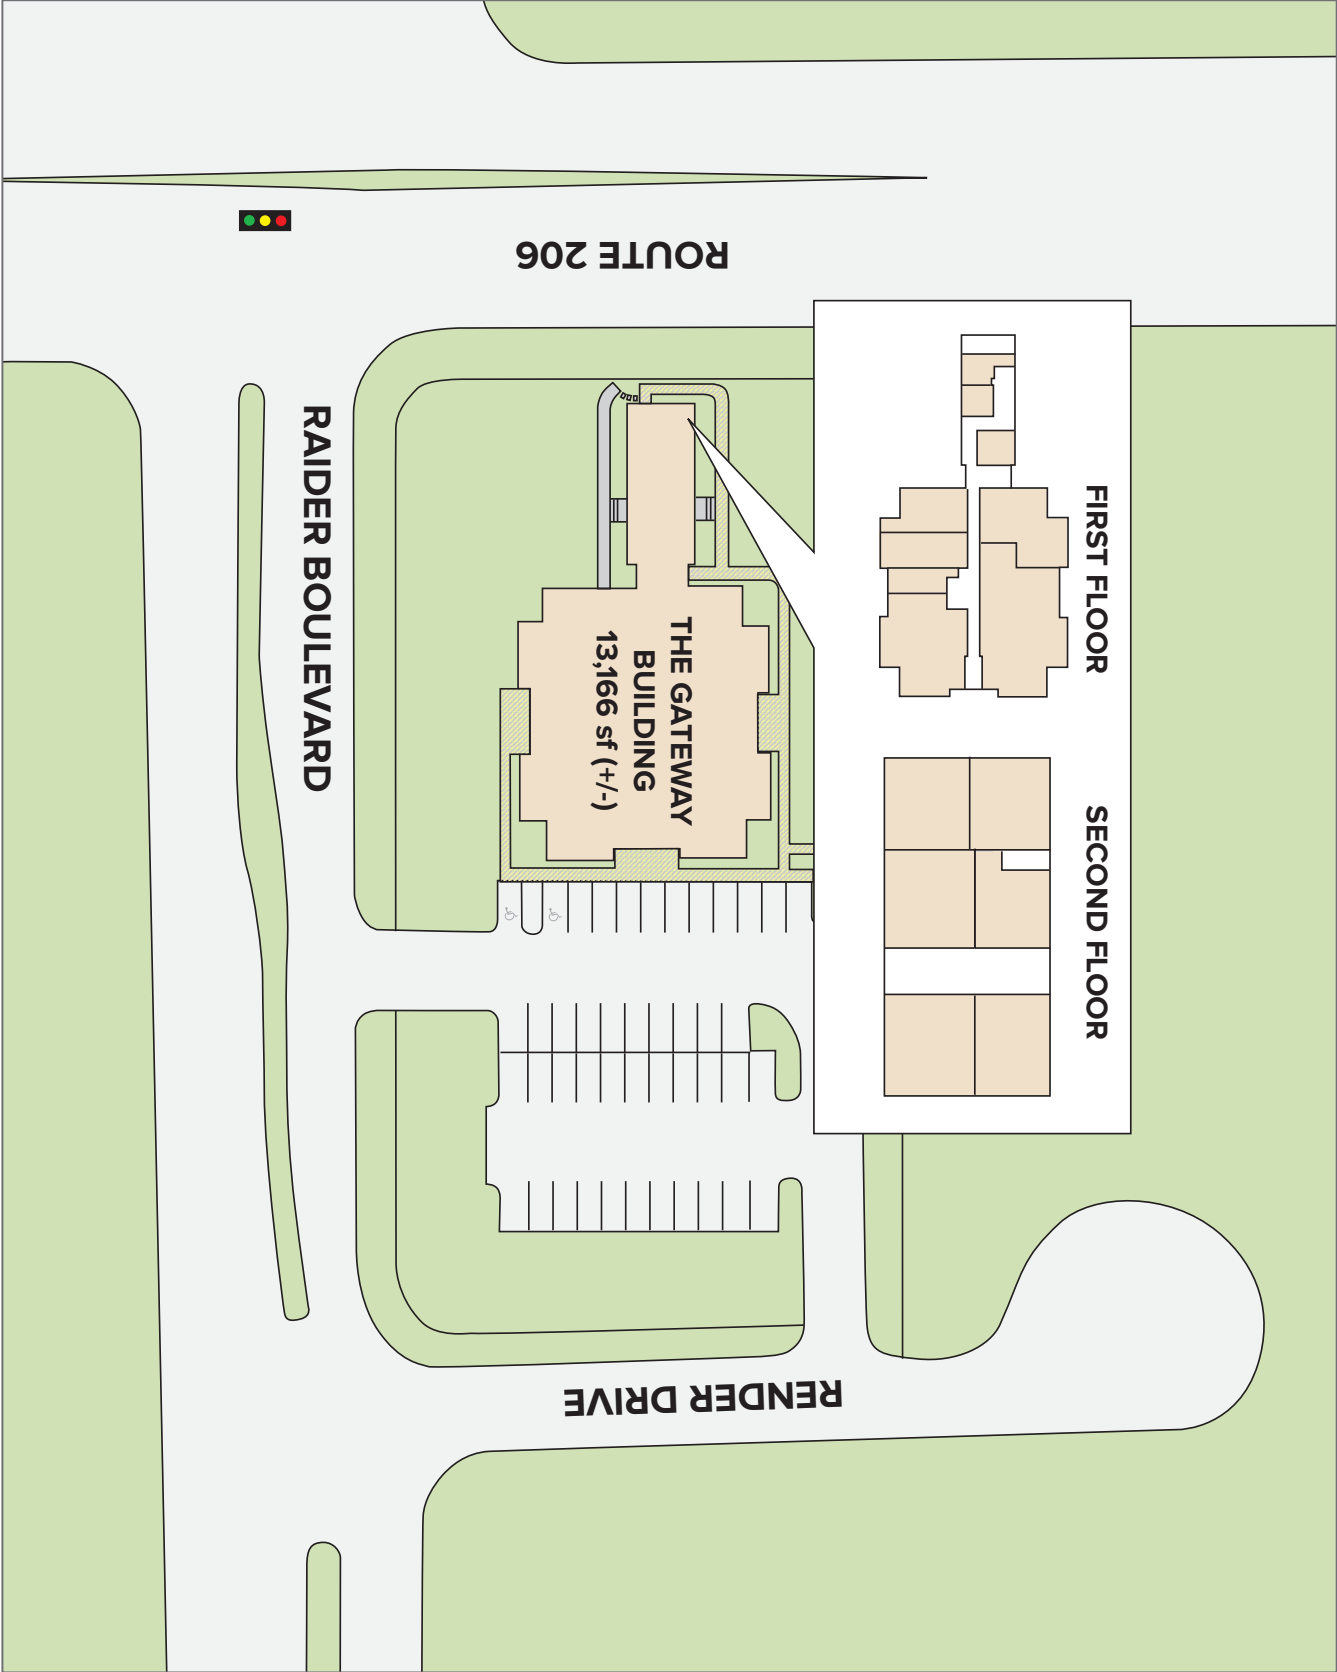 ROUTE 206
RAIDER BOULEVARD
THE GATEWAY
BUILDING
13,166 sf (+/-)
FIRST FLOOR
SECOND FLOOR
RENDER DRIVE